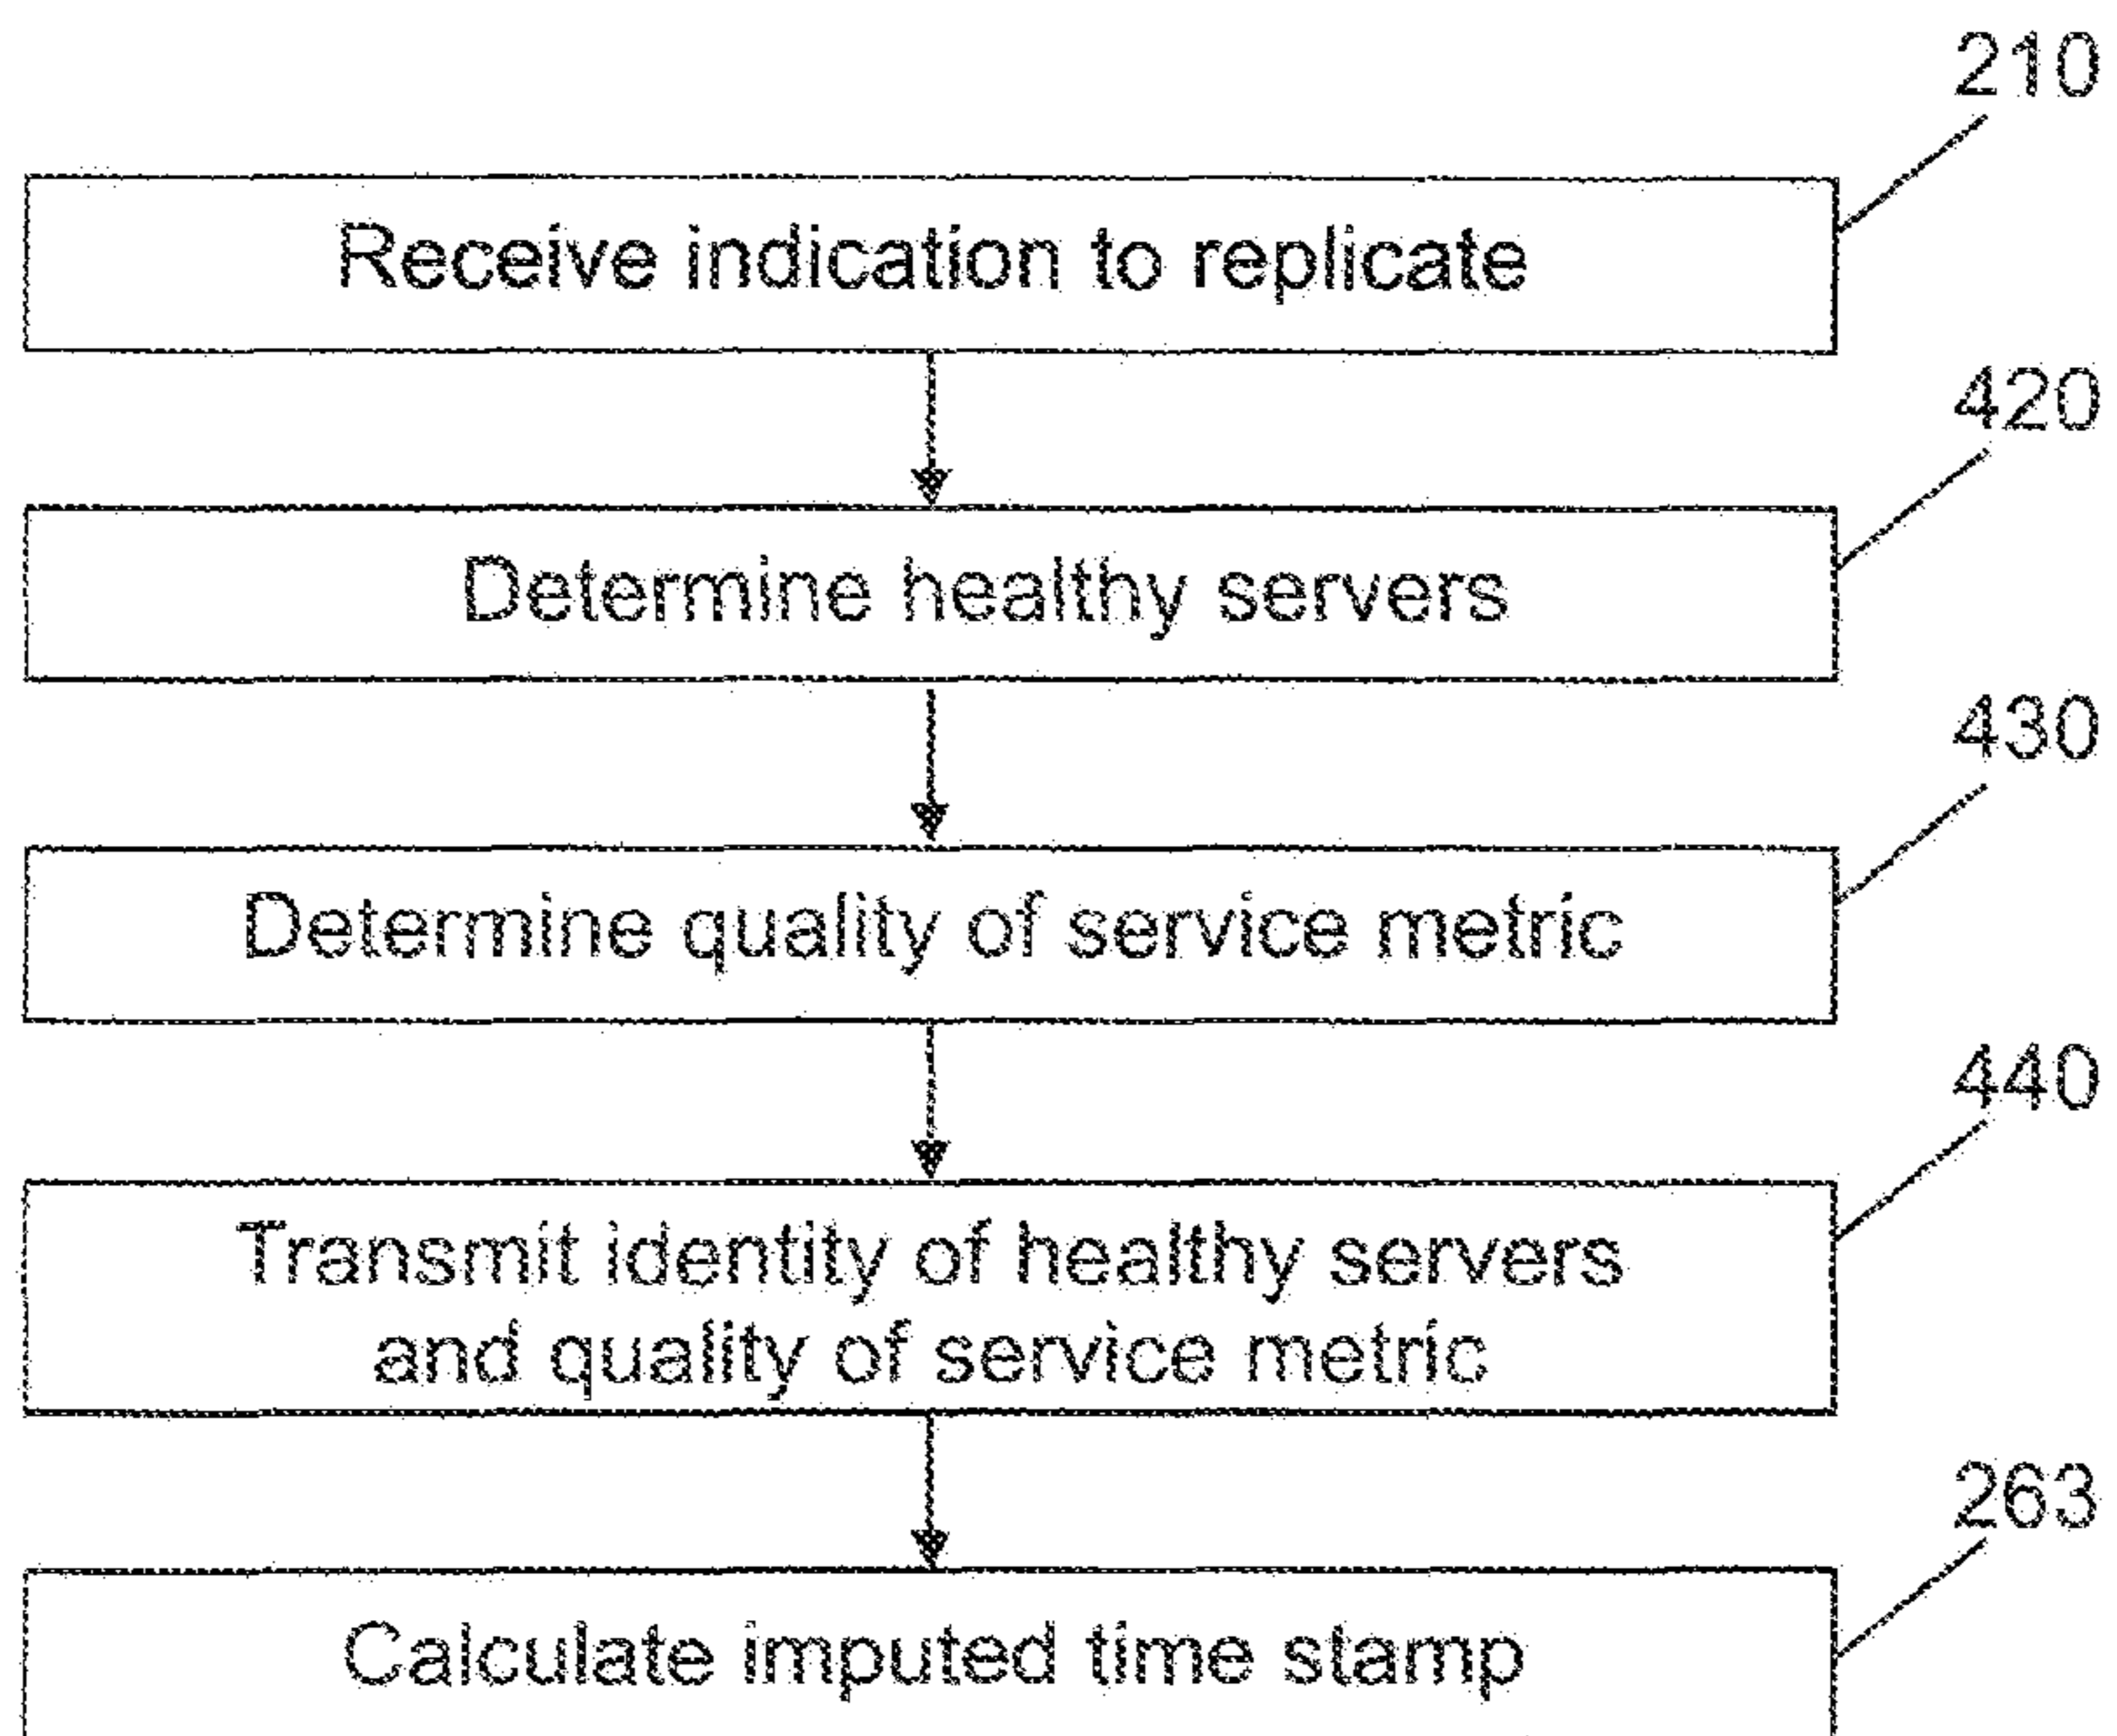 210
Receive indication to replicate
420
Determine healthy servers
430
Determine quality of service metric
440
Transmit identity of healthy servers
and quality of service metric
263
Calculate imputed time stamp